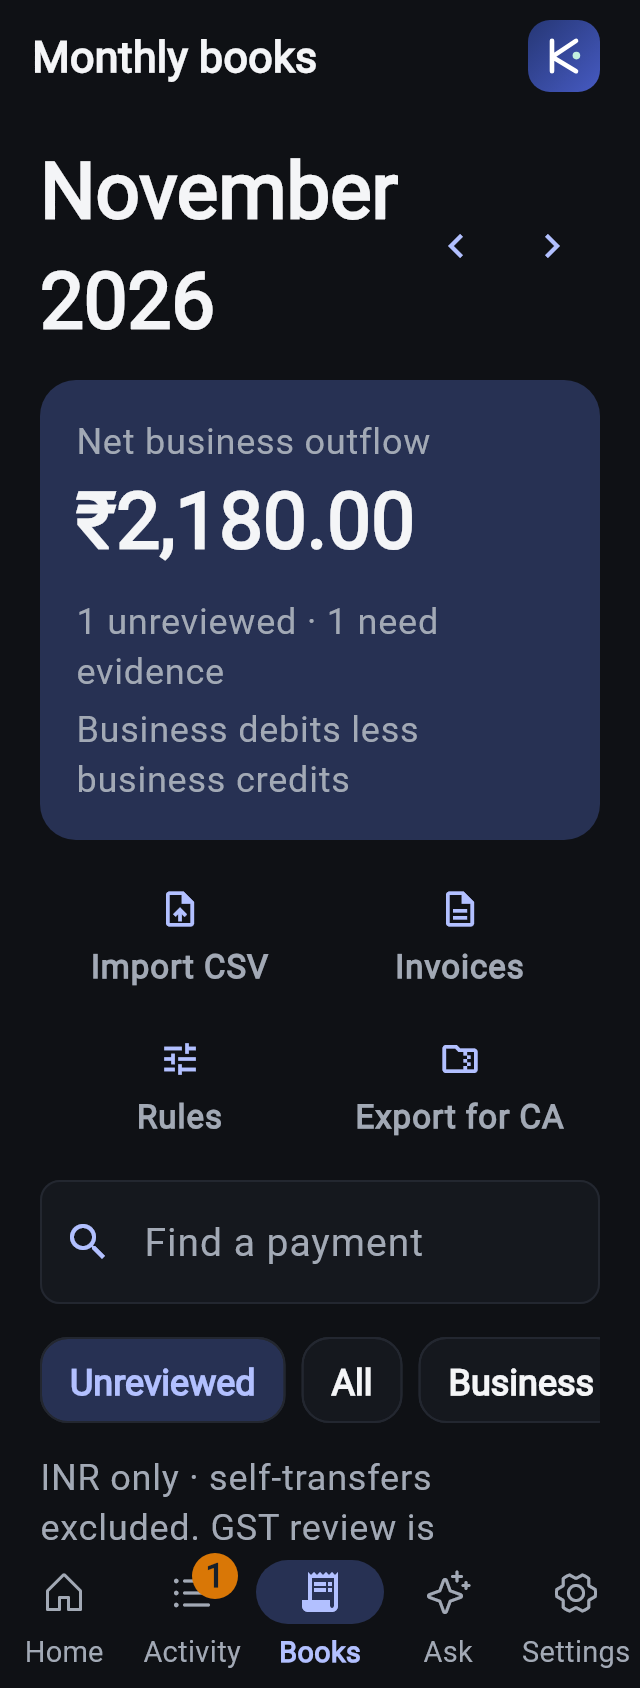 Monthly books
November
2026
Net business outflow
₹2,180.00
1 unreviewed · 1 need
evidence
Business debits less
business credits
Import CSV
Invoices
Rules
Export for CA
Find a payment
Unreviewed
All
Business
INR only · self-transfers
excluded. GST review is
1
Home
Activity
Books
Ask
Settings